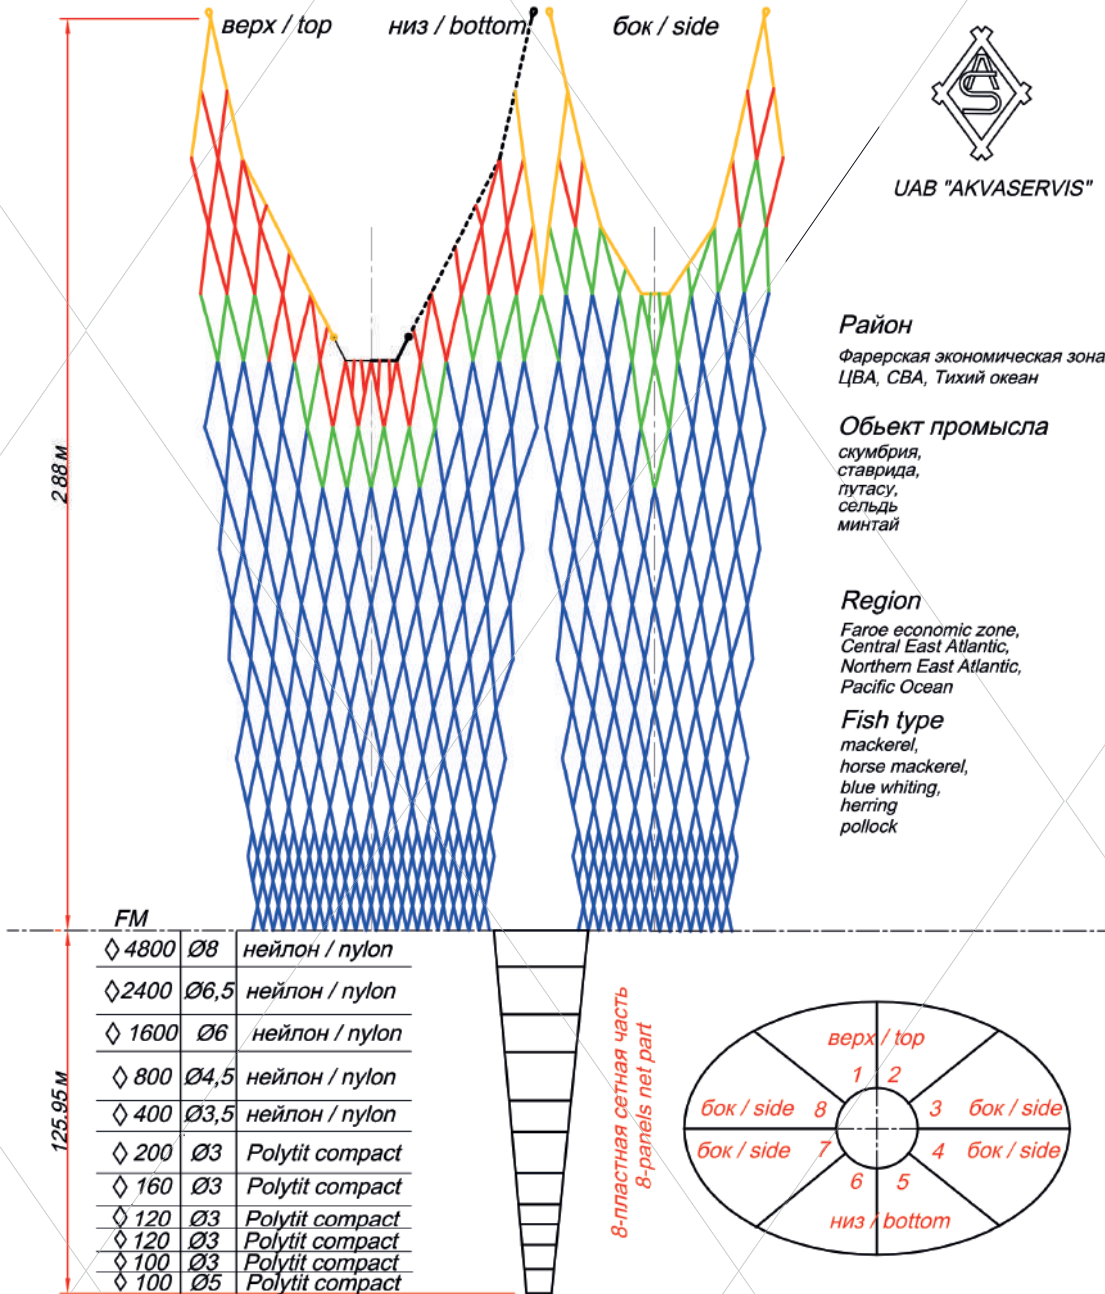 верх / top
низ / bottom
бок / side
UAB "AKVASERVIS"
Район
Фарерская экономическая зона
ЦВА, СВА, Тихий океан
Обьект промысла
скумбрия,
ставрида,
путасу,
сельдь
минтай
Region
Faroe economic zone,
Central East Atlantic,
Northern East Atlantic,
Pacific Ocean
Fish type
mackerel,
horse mackerel,
blue whiting,
herring
pollock
288 м
FM
◊ 4800 Ø8 нейлон / nylon
◊ 2400 Ø6,5 нейлон / nylon
◊ 1600 Ø6 нейлон / nylon
◊ 800 Ø4,5 нейлон / nylon
◊ 400 Ø3,5 нейлон / nylon
◊ 200 Ø3 Polytit compact
◊ 160 Ø3 Polytit compact
◊ 120 Ø3 Polytit compact
◊ 120 Ø3 Polytit compact
◊ 100 Ø3 Polytit compact
◊ 100 Ø5 Polytit compact
125.95 м
8-пластная сетная часть
8-panels net part
верх / top
1 2
бок / side 8 3 бок / side
бок / side 7 4 бок / side
6 5
низ / bottom